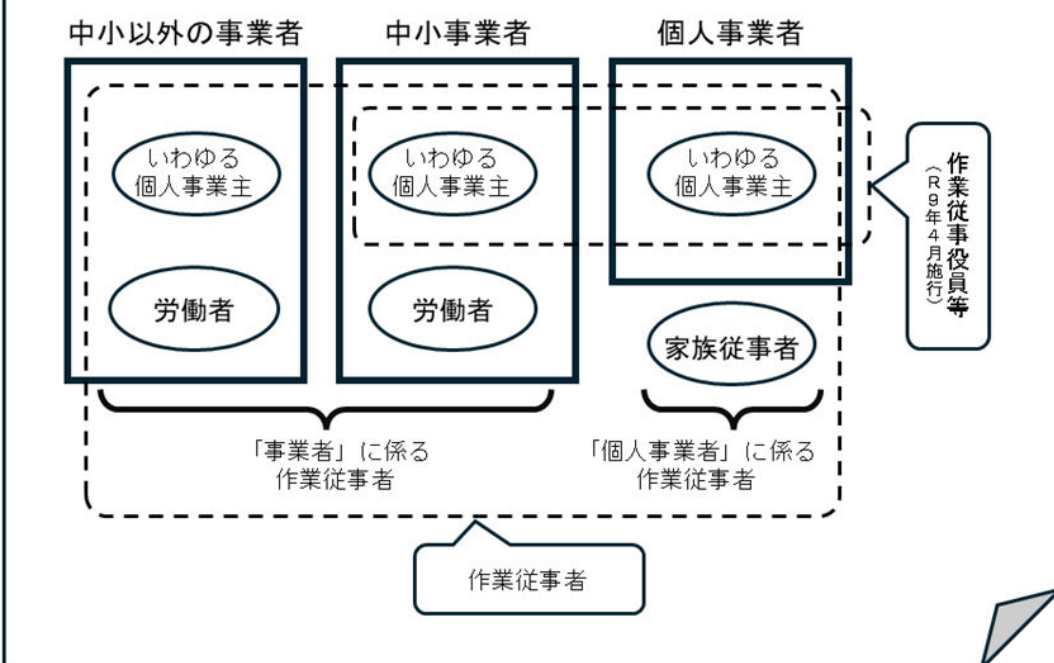 中小以外の事業者
中小事業者
個人事業者
いわゆる
個人事業主
いわゆる
個人事業主
いわゆる
個人事業主
作業従事役員等
（R9年4月施行）
労働者
労働者
家族従事者
「事業者」に係る
作業従事者
「個人事業者」に係る
作業従事者
作業従事者